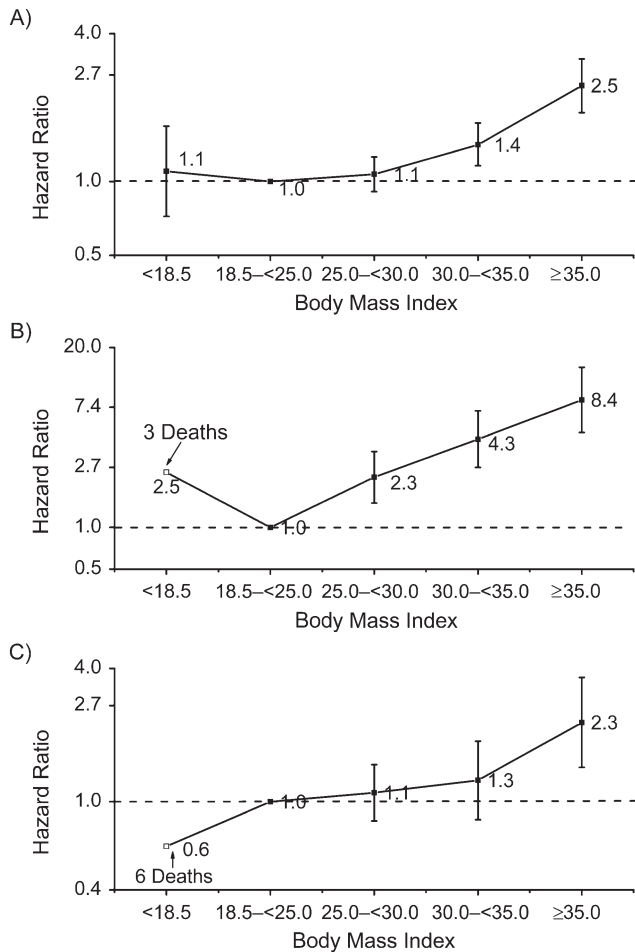 A)
4.0
2.7
1.0
0.5
Hazard Ratio
1.1
1.0
1.1
1.4
2.5
<18.5 18.5–<25.0 25.0–<30.0 30.0–<35.0 ≥35.0
Body Mass Index
B)
20.0
7.4
2.7
1.0
0.5
Hazard Ratio
3 Deaths
2.5
1.0
2.3
4.3
8.4
<18.5 18.5–<25.0 25.0–<30.0 30.0–<35.0 ≥35.0
Body Mass Index
C)
4.0
2.7
1.0
0.4
Hazard Ratio
0.6
6 Deaths
1.0
1.1
1.3
2.3
<18.5 18.5–<25.0 25.0–<30.0 30.0–<35.0 ≥35.0
Body Mass Index